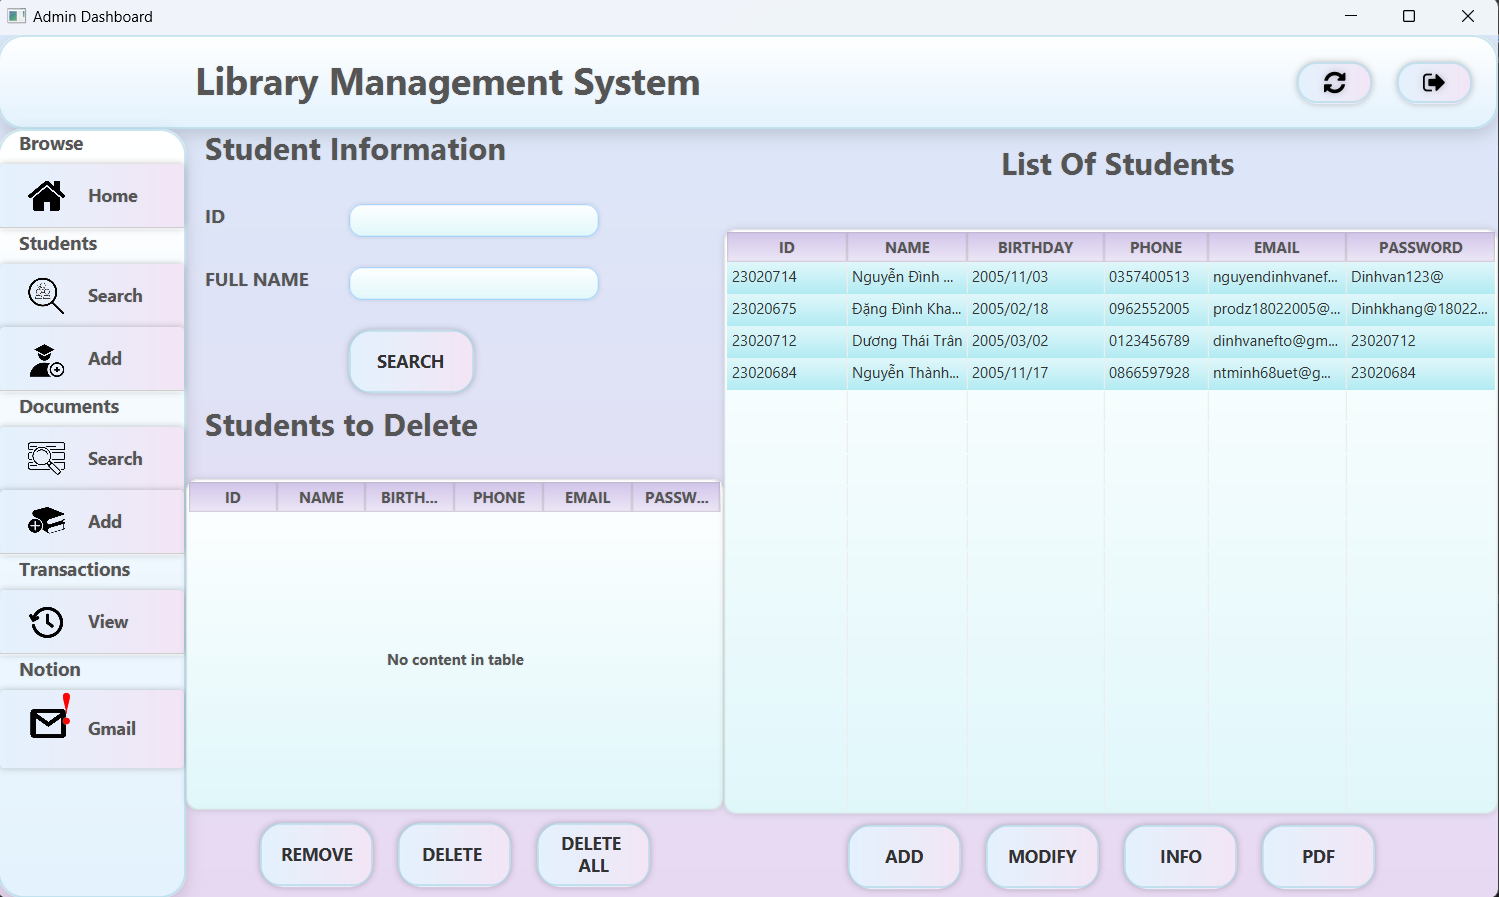 Admin Dashboard
Library Management System
Browse
Home
Students
Search
Add
Documents
Search
Add
Transactions
View
Notion
Gmail
Student Information
ID
FULL NAME
SEARCH
Students to Delete
ID NAME BIRTH... PHONE EMAIL PASSW...
No content in table
REMOVE DELETE DELETE ALL
List Of Students
ID NAME BIRTHDAY PHONE EMAIL PASSWORD
23020714 Nguyễn Đình ... 2005/11/03 0357400513 nguyendinhvanef... Dinhvan123@
23020675 Đặng Đình Kha... 2005/02/18 0962552005 prodz18022005@... Dinhkhang@18022...
23020712 Dương Thái Trân 2005/03/02 0123456789 dinhvanefto@gm... 23020712
23020684 Nguyễn Thành... 2005/11/17 0866597928 ntminh68uet@g... 23020684
ADD MODIFY INFO PDF